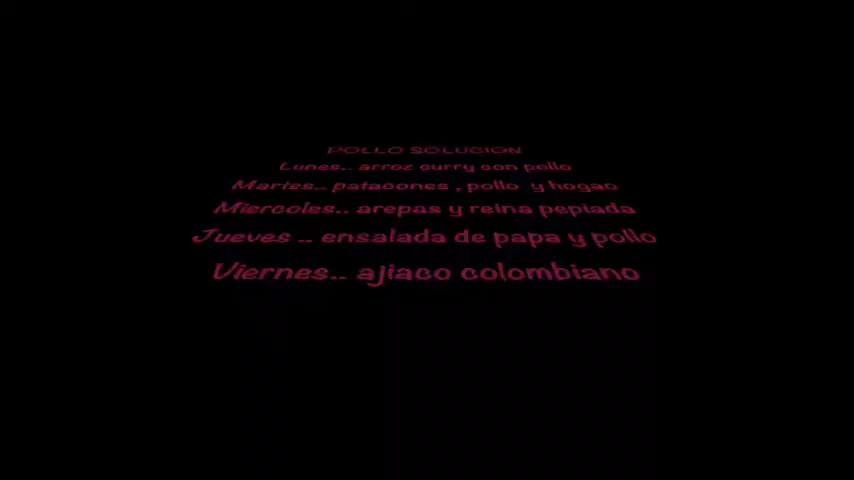 POLLO SOLUCION
Lunes.. arroz curry con pollo
Martes.. patacones , pollo y hogao
Miercoles.. arepas y reina pepiada
Jueves .. ensalada de papa y pollo
Viernes.. ajiaco colombiano